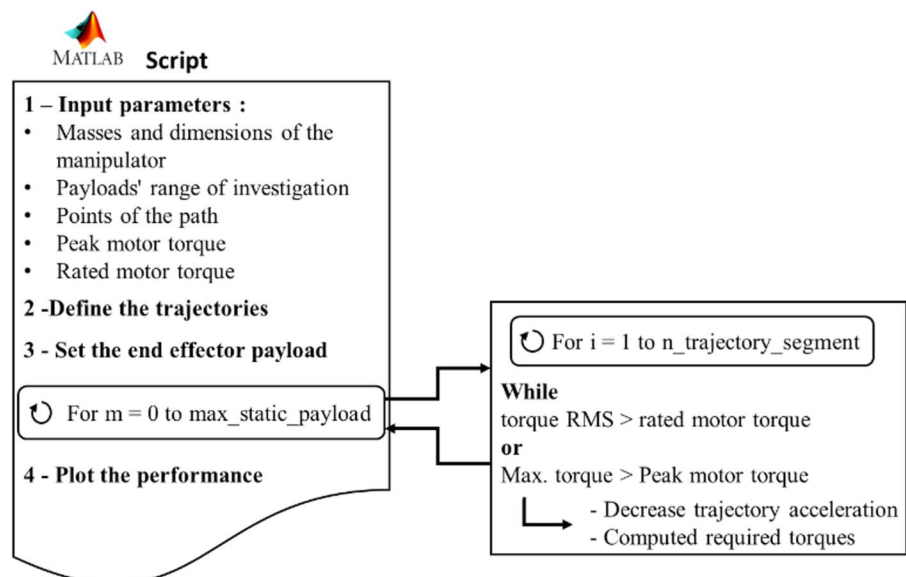 MATLAB Script
1 – Input parameters :
• Masses and dimensions of the
manipulator
• Payloads' range of investigation
• Points of the path
• Peak motor torque
• Rated motor torque
2 -Define the trajectories
3 - Set the end effector payload
For m = 0 to max_static_payload
4 - Plot the performance
For i = 1 to n_trajectory_segment
While
torque RMS > rated motor torque
or
Max. torque > Peak motor torque
- Decrease trajectory acceleration
- Computed required torques